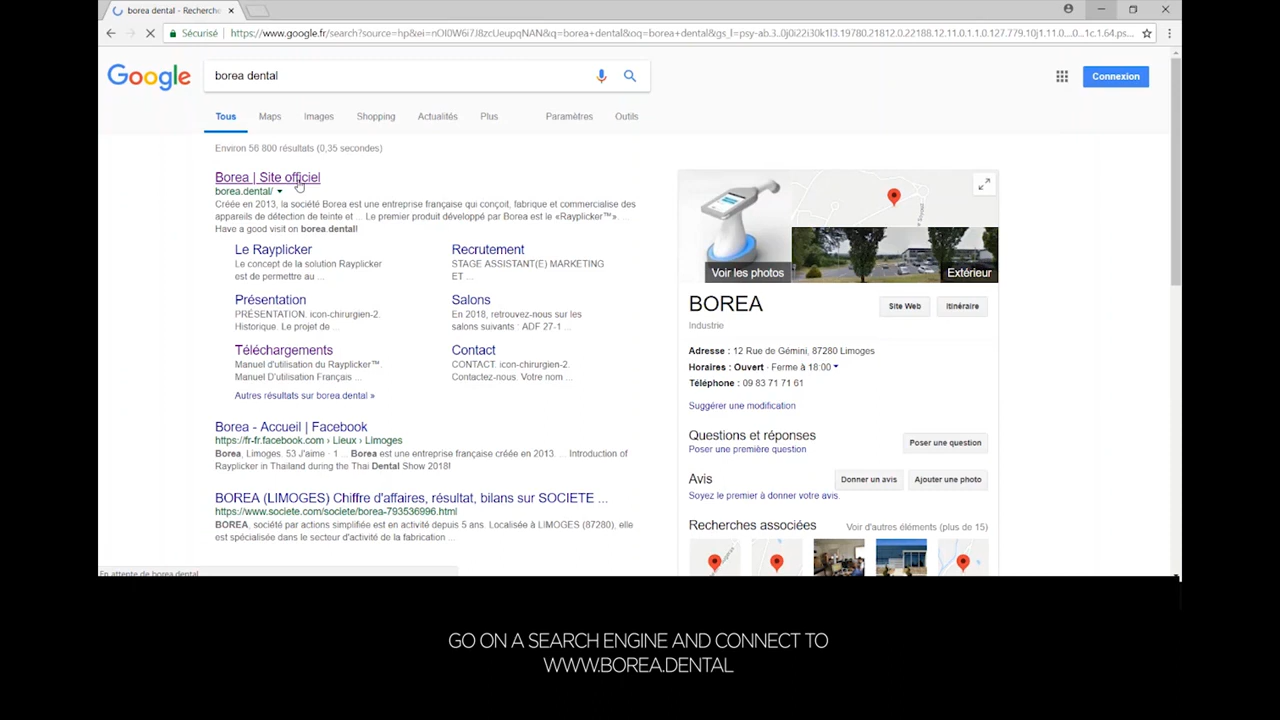 borea dental - Recherche
Sécurisé
https://www.google.fr/search?source=hp&ei=nOI0W6i7J8zcUeupqNAN&q=borea+dental&oq=borea+dental&gs_l=psy-ab.3..0j0i22i30k1l3.19780.21812.0.22188.12.11.0.1.1.0.127.779.10j1.11.0....0...1c.1.64.ps...
Google
borea dental
Connexion
Tous Maps Images Shopping Actualités Plus Paramètres Outils
Environ 56 800 résultats (0,35 secondes)
Borea | Site officiel
borea.dental/
Créée en 2013, la société Borea est une entreprise française qui conçoit, fabrique et commercialise des
appareils de détection de teinte et ... Le premier produit développé par Borea est le «Rayplicker™».
Have a good visit on borea.dental!
Le Rayplicker
Le concept de la solution Rayplicker
est de permettre au ...
Recrutement
STAGE ASSISTANT(E) MARKETING
ET ...
Présentation
PRÉSENTATION. icon-chirurgien-2.
Historique. Le projet de ...
Salons
En 2018, retrouvez-nous sur les
salons suivants : ADF 27-1 ...
Téléchargements
Manuel d'utilisation du Rayplicker™.
Manuel D'utilisation Français ...
Contact
CONTACT. icon-chirurgien-2.
Contactez-nous. Votre nom ...
Autres résultats sur borea.dental »
Borea - Accueil | Facebook
https://fr-fr.facebook.com › Lieux › Limoges
Borea, Limoges. 53 J'aime · 1 ... Borea est une entreprise française créée en 2013. ... Introduction of
Rayplicker in Thailand during the Thai Dental Show 2018!
BOREA (LIMOGES) Chiffre d'affaires, résultat, bilans sur SOCIETE ...
https://www.societe.com/societe/borea-793536996.html
BOREA, société par actions simplifiée est en activité depuis 5 ans. Localisée à LIMOGES (87280), elle
est spécialisée dans le secteur d'activité de la fabrication ...
Voir les photos
Extérieur
BOREA
Site Web
Itinéraire
Industrie
Adresse : 12 Rue de Gémini, 87280 Limoges
Horaires : Ouvert · Ferme à 18:00
Téléphone : 09 83 71 71 61
Suggérer une modification
Questions et réponses
Poser une première question
Poser une question
Avis
Donner un avis
Ajouter une photo
Soyez le premier à donner votre avis.
Recherches associées
Voir d'autres éléments (plus de 15)
En attente de borea.dental...
GO ON A SEARCH ENGINE AND CONNECT TO
WWW.BOREA.DENTAL